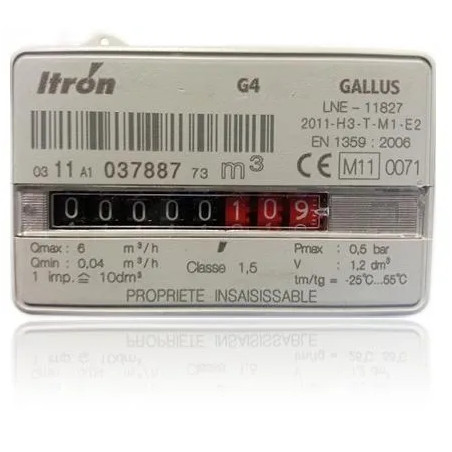 Itrón G4 GALLUS
LNE - 11827
2011-H3-T-M1-E2
EN 1359 : 2006
03 11 A1 037887 73 m³ CE M11 0071
0 0 0 0 0 1 0 9
Qmax : 6 m³/h Pmax : 0,5 bar
Qmin : 0,04 m³/h Classe 1,5 V : 1,2 dm³
1 imp. ≙ 10dm³ tm/tg = -25°C...55°C
PROPRIETE INSAISISSABLE